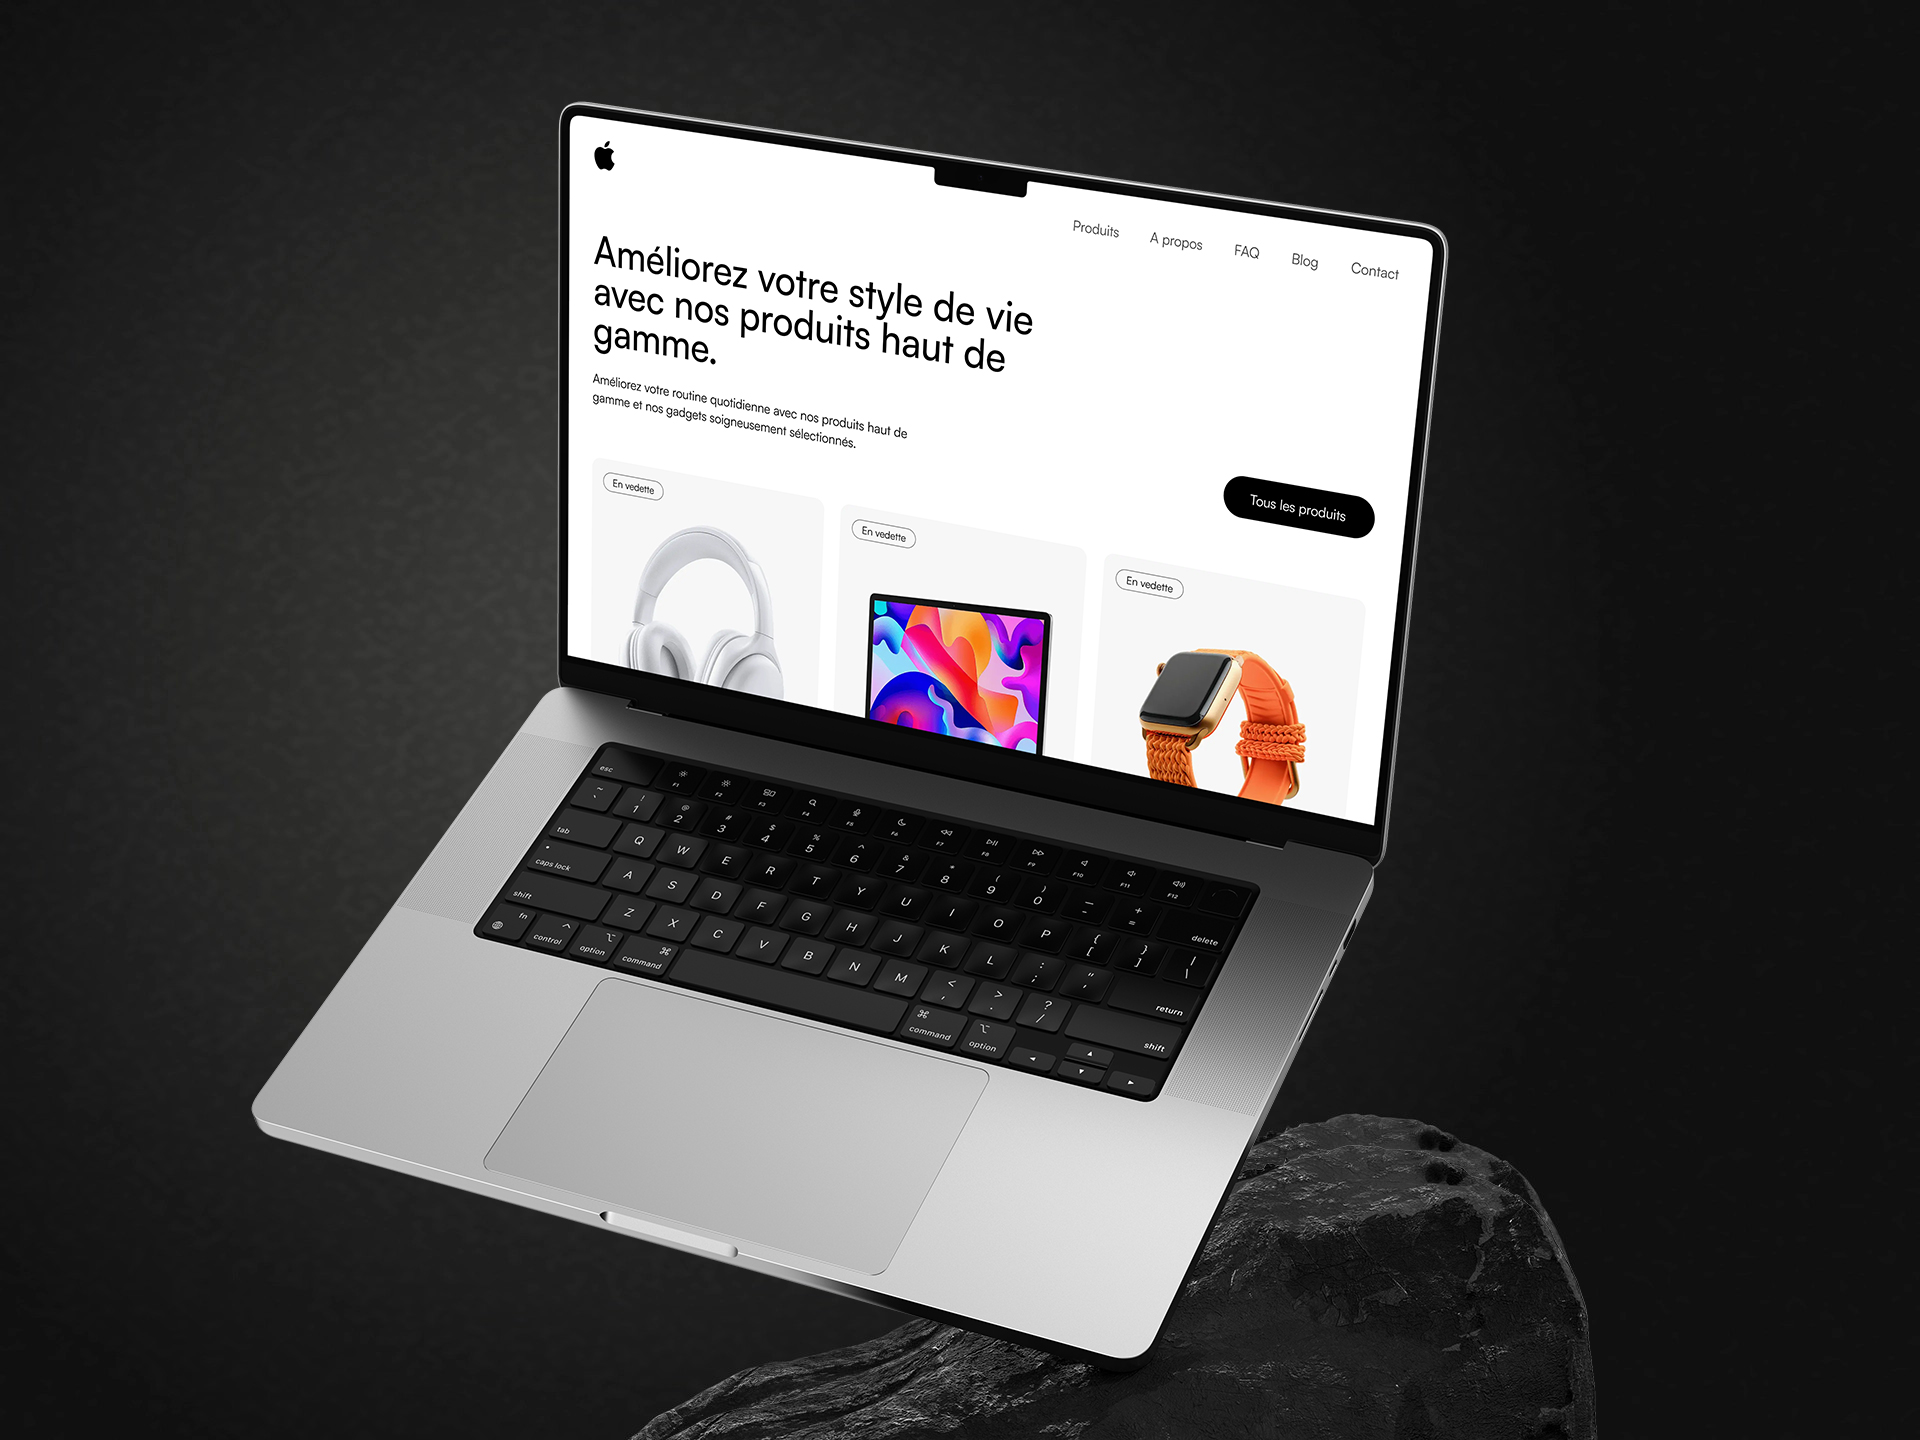 Produits A propos FAQ Blog Contact
Améliorez votre style de vie
avec nos produits haut de
gamme.
Améliorez votre routine quotidienne avec nos produits haut de
gamme et nos gadgets soigneusement sélectionnés.
Tous les produits
En vedette
En vedette
En vedette
esc F1 F2 F3 F4 F5 F6 F7 F8 F9 F10 F11 F12
~ ` ! 1 @ 2 # 3 $ 4 % 5 ^ 6 & 7 * 8 ( 9 ) 0 — - + = delete
tab Q W E R T Y U I O P { [ } ] | \
caps lock A S D F G H J K L : ; " ' return
shift Z X C V B N M < , > . ? / shift
fn control option command command option